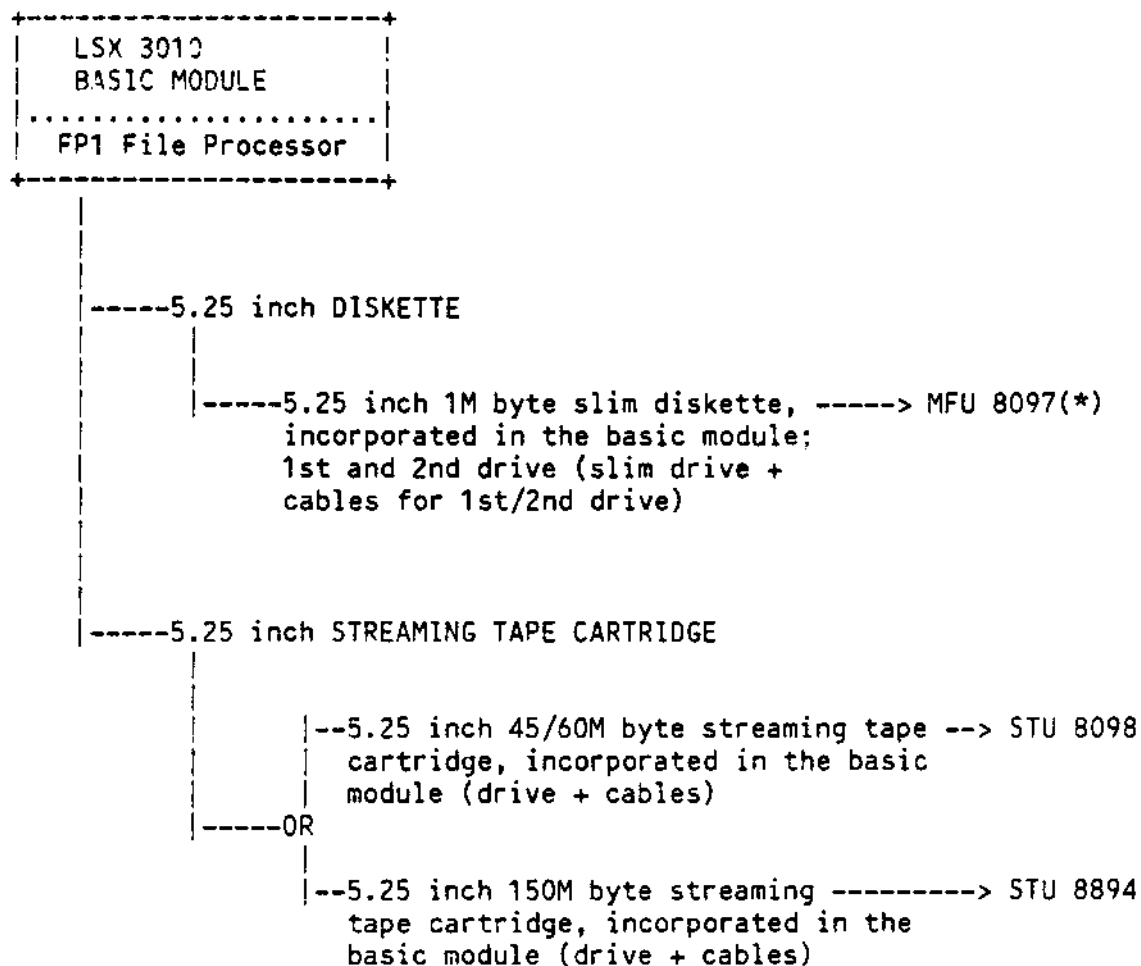 LSX 3010
BASIC MODULE
FP1 File Processor
5.25 inch DISKETTE
5.25 inch 1M byte slim diskette, -----> MFU 8097(*)
incorporated in the basic module;
1st and 2nd drive (slim drive +
cables for 1st/2nd drive)
5.25 inch STREAMING TAPE CARTRIDGE
5.25 inch 45/60M byte streaming tape --> STU 8098
cartridge, incorporated in the basic
module (drive + cables)
OR
5.25 inch 150M byte streaming ---------> STU 8894
tape cartridge, incorporated in the
basic module (drive + cables)